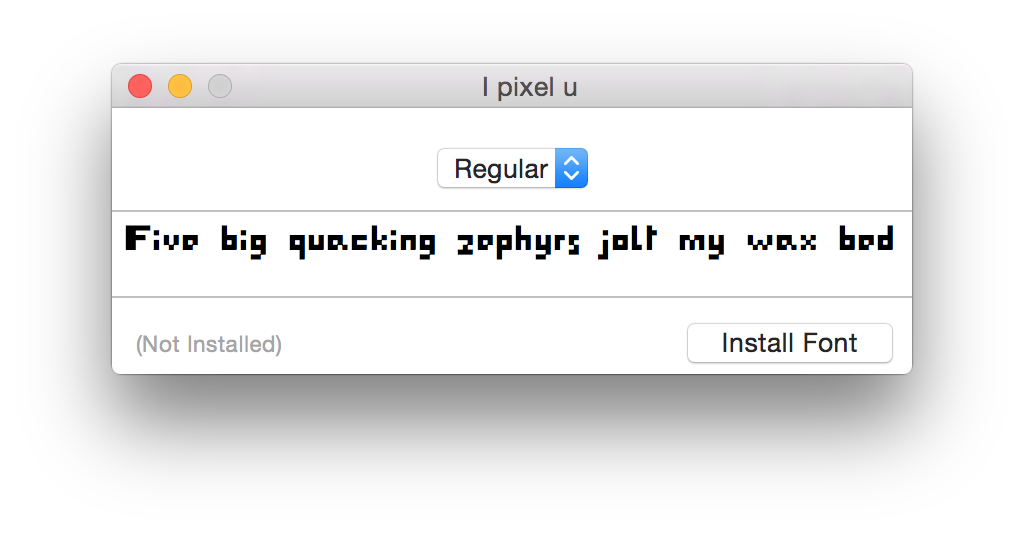 I pixel u
Regular
Five big quacking zephyrs jolt my wax bed
(Not Installed)
Install Font